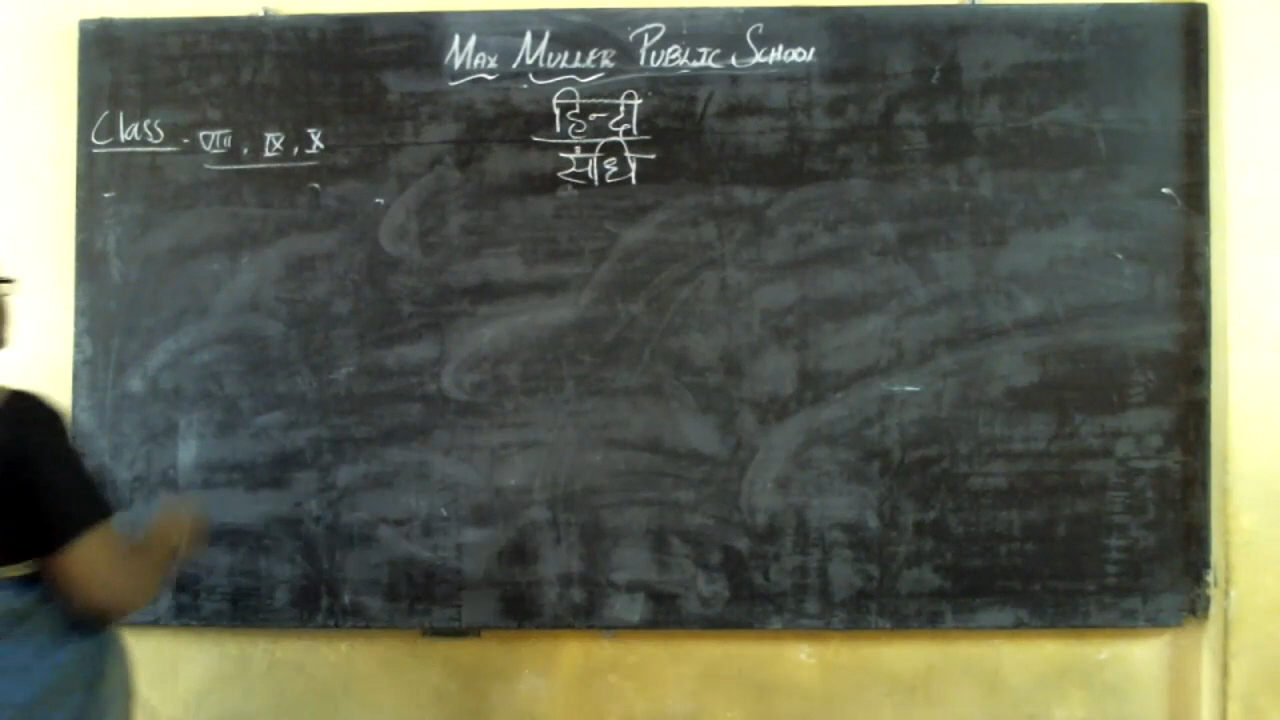 MAX MULLER PUBLIC SCHOOL
हिन्दी
Class - VIII, IX, X
संधि